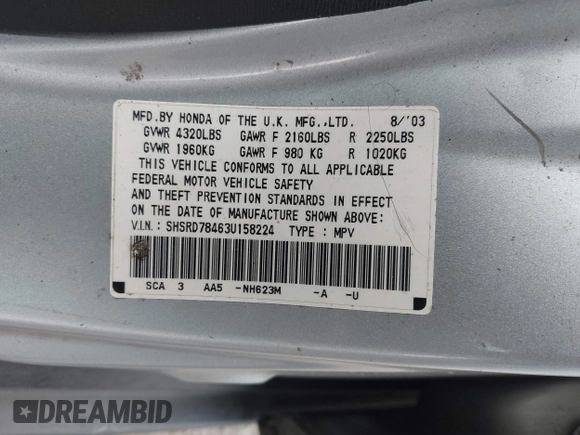 MFD.BY HONDA OF THE U.K. MFG.,LTD. 8/'03
GVWR 4320LBS GAWR F 2160LBS R 2250LBS
GVWR 1960KG GAWR F 980 KG R 1020KG
THIS VEHICLE CONFORMS TO ALL APPLICABLE
FEDERAL MOTOR VEHICLE SAFETY
AND THEFT PREVENTION STANDARDS IN EFFECT
ON THE DATE OF MANUFACTURE SHOWN ABOVE:
V.I.N. : SHSRD78463U158224 TYPE : MPV
SCA 3 AA5 -NH623M -A -U
DREAMBID